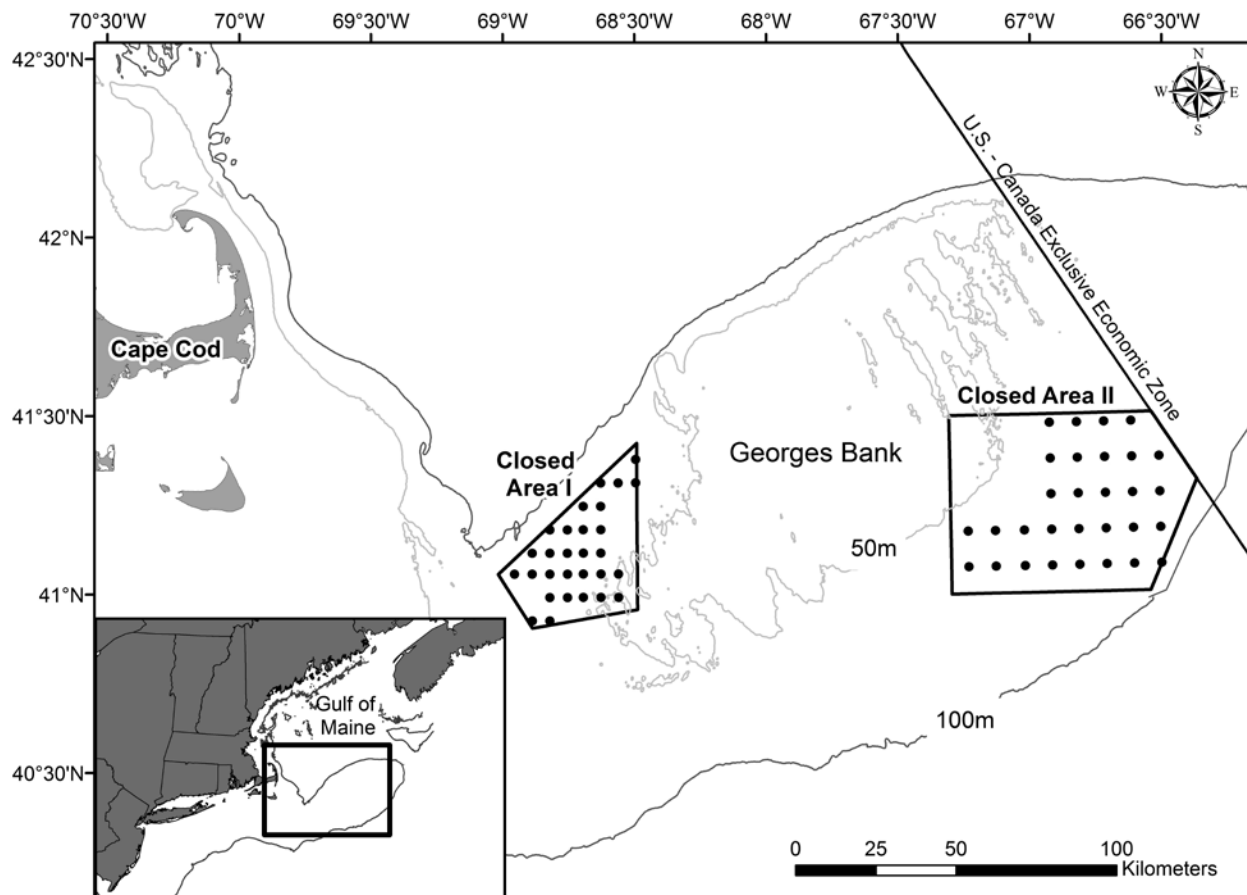 70°30'W 70°W 69°30'W 69°W 68°30'W 68°W 67°30'W 67°W 66°30'W
42°30'N
42°N
41°30'N
41°N
40°30'N
N
W E
S
U.S. - Canada Exclusive Economic Zone
Cape Cod
Closed
Area I
Closed Area II
Georges Bank
50m
100m
Gulf of
Maine
0 25 50 100
Kilometers